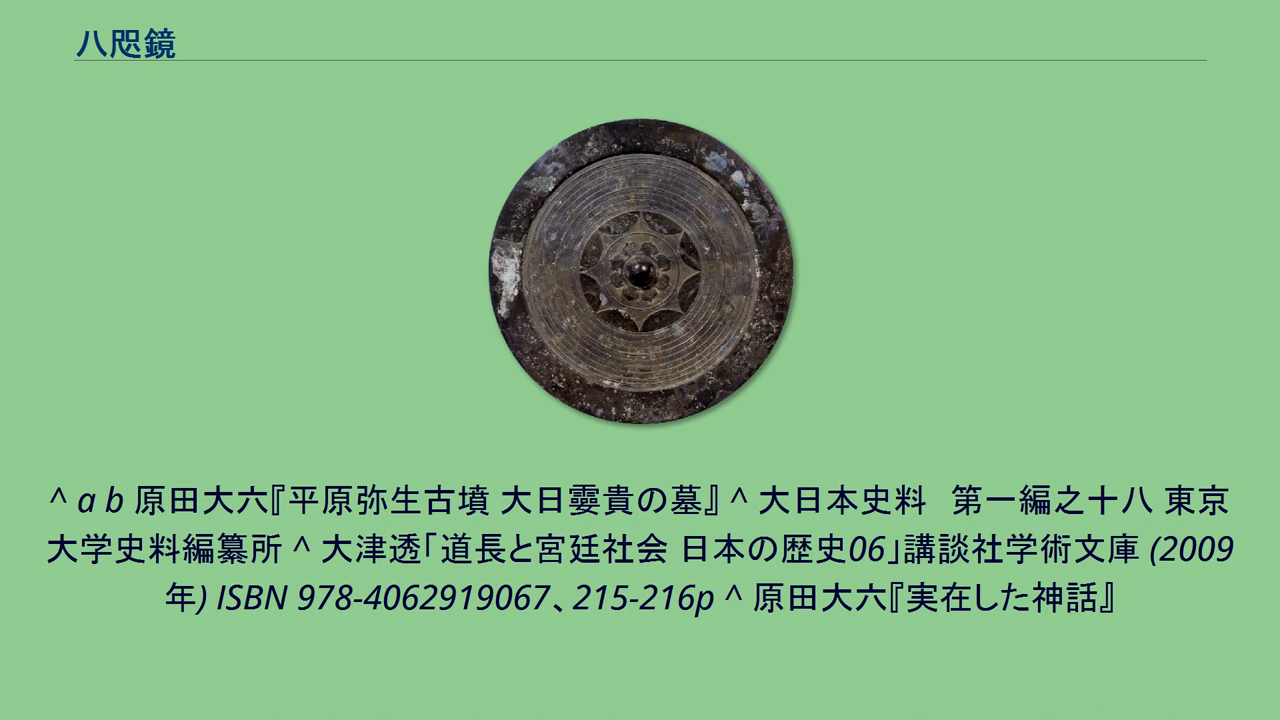 八咫鏡
^ a b 原田大六『平原弥生古墳 大日孁貴の墓』 ^ 大日本史料　第一編之十八 東京
大学史料編纂所 ^ 大津透「道長と宮廷社会 日本の歴史06」講談社学術文庫 (2009
年) ISBN 978-4062919067、215-216p ^ 原田大六『実在した神話』